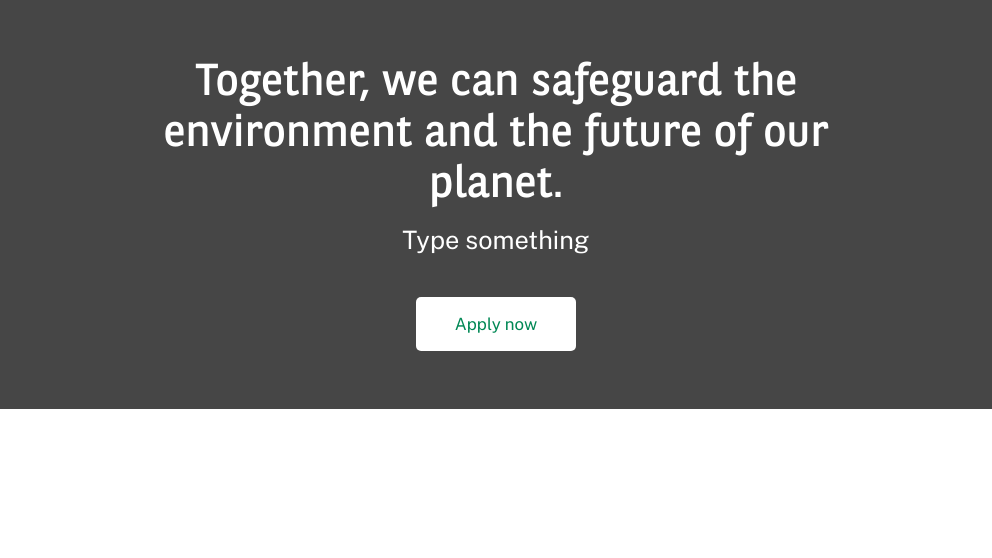 Together, we can safeguard the
environment and the future of our
planet.
Type something
Apply now